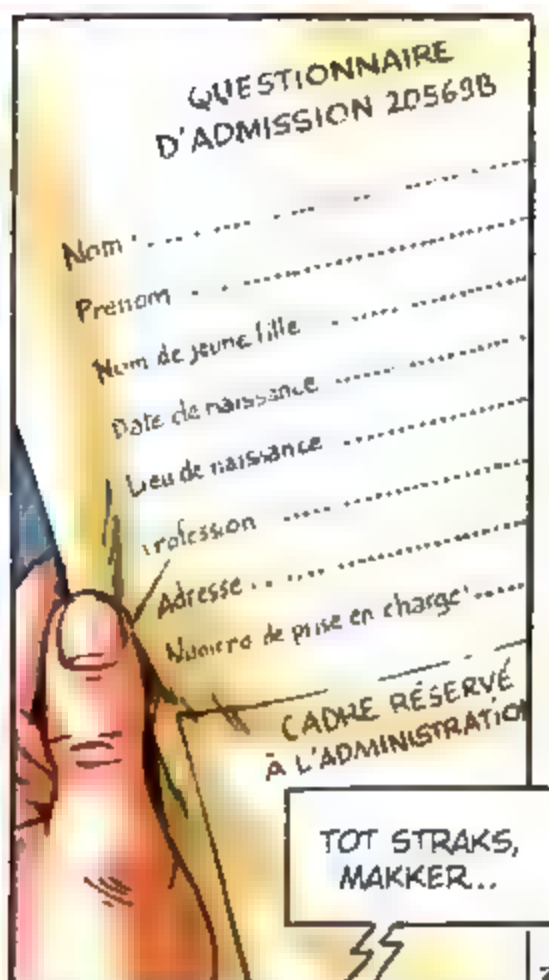 QUESTIONNAIRE
D'ADMISSION 20569B
Nom
Prenom
Nom de jeune fille
Date de naissance
Lieu de naissance
Profession
Adresse
Numero de prise en charge
CADRE RÉSERVÉ
À L'ADMINISTRATION
TOT STRAKS,
MAKKER...